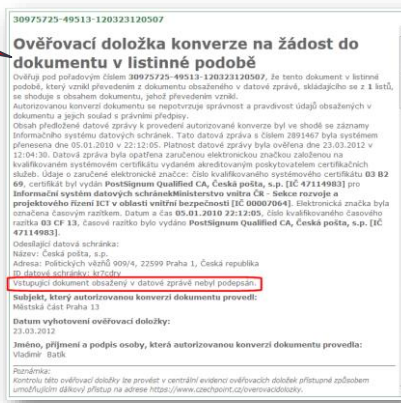 30975725-49513-120323120507
Ověřovací doložka konverze na žádost do
dokumentu v listinné podobě
Ověřuji pod pořadovým číslem 30975725-49513-120323120507, že tento dokument v listinné
podobě, který vznikl převedením z dokumentu obsaženého v datové zprávě, skládajícího se z 1 listů,
se shoduje s obsahem dokumentu, jehož převedením vznikl.
Autorizovanou konverzí dokumentu se nepotvrzuje správnost a pravdivost údajů obsažených v
dokumentu a jejich soulad s právními předpisy.
Obsah předložené datové zprávy k provedení autorizované konverze byl ve shodě se záznamy
Informačního systému datových schránek. Tato datová zpráva s číslem 2891467 byla systémem
přenesena dne 05.01.2010 v 22:12:05. Platnost datové zprávy byla ověřena dne 23.03.2012 v
12:04:30. Datová zpráva byla opatřena zaručenou elektronickou značkou založenou na
kvalifikovaném systémovém certifikátu vydaném akreditovaným poskytovatelem certifikačních
služeb. Údaje o zaručené elektronické značce: číslo kvalifikovaného systémového certifikátu 03 B2
69, certifikát byl vydán PostSignum Qualified CA, Česká pošta, s.p. [IČ 47114983] pro
Informační systém datových schránekMinisterstvo vnitra ČR - Sekce rozvoje a
projektového řízení ICT v oblasti vnitřní bezpečnosti [IČ 00007064]. Elektronická značka byla
označena časovým razítkem. Datum a čas 05.01.2010 22:12:05, číslo kvalifikovaného časového
razítka 03 CF 13, časové razítko bylo vydáno PostSignum Qualified CA, Česká pošta, s.p. [IČ
47114983].
Odesílající datová schránka:
Název: Česká pošta, s.p.
Adresa: Politických vězňů 909/4, 22599 Praha 1, Česká republika
ID datové schránky: kr7cdry
Vstupující dokument obsažený v datové zprávě nebyl podepsán.
Subjekt, který autorizovanou konverzi dokumentu provedl:
Městská část Praha 13
Datum vyhotovení ověřovací doložky:
23.03.2012
Jméno, příjmení a podpis osoby, která autorizovanou konverzi dokumentu provedla:
Vladimír Batík
Poznámka:
Kontrolu této ověřovací doložky lze provést v centrální evidenci ověřovacích doložek přístupné způsobem
umožňujícím dálkový přístup na adrese https://www.czechpoint.cz/overovacidolozky.